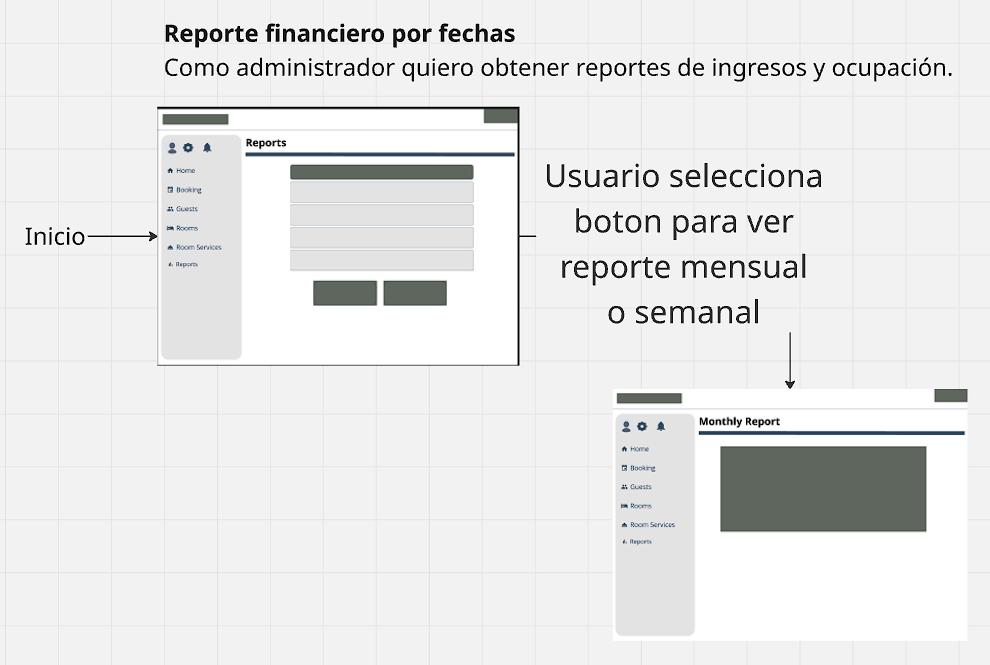 Reporte financiero por fechas
Como administrador quiero obtener reportes de ingresos y ocupación.
Inicio
Reports
Home
Booking
Guests
Rooms
Room Services
Reports
Usuario selecciona
boton para ver
reporte mensual
o semanal
Monthly Report
Home
Booking
Guests
Rooms
Room Services
Reports